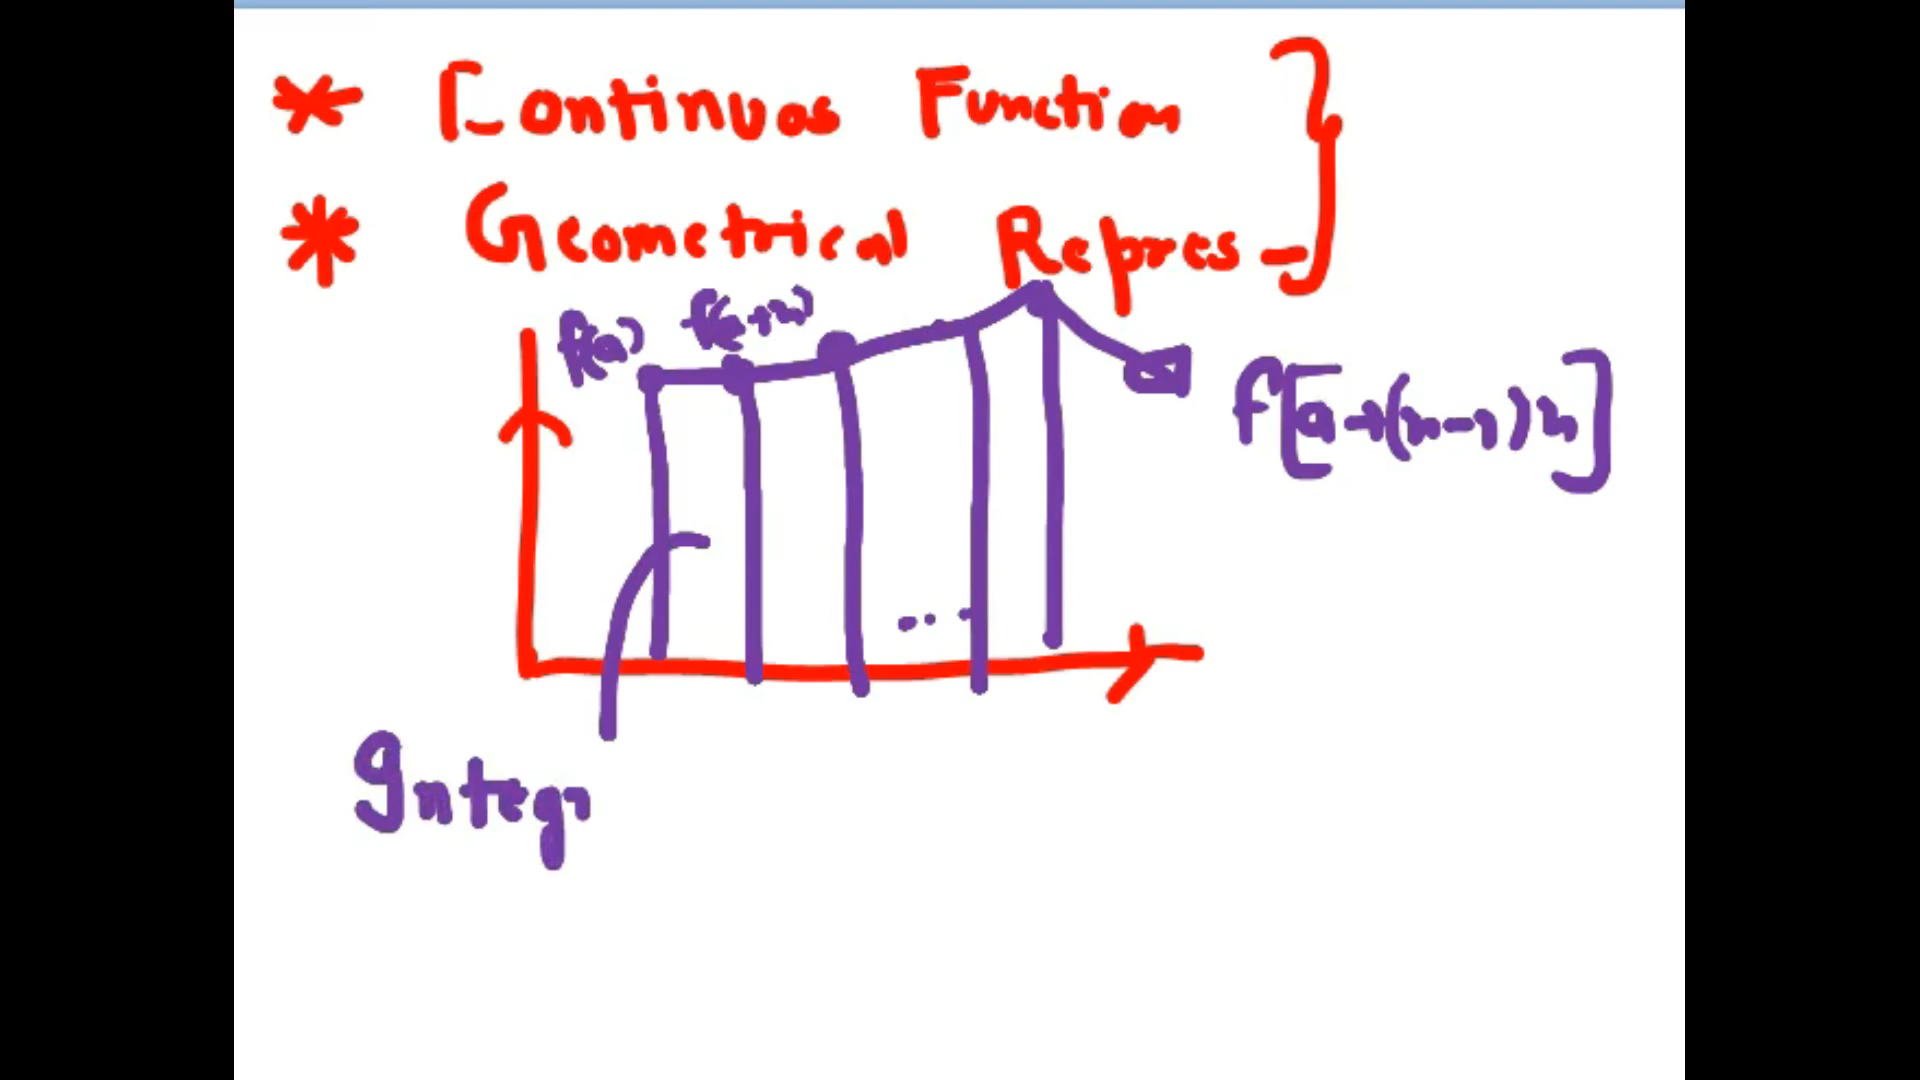 * Continuos Function
* Geometrical Repres -
f(a) f(a+h)
f[a+(n-1)h]
...
Integr